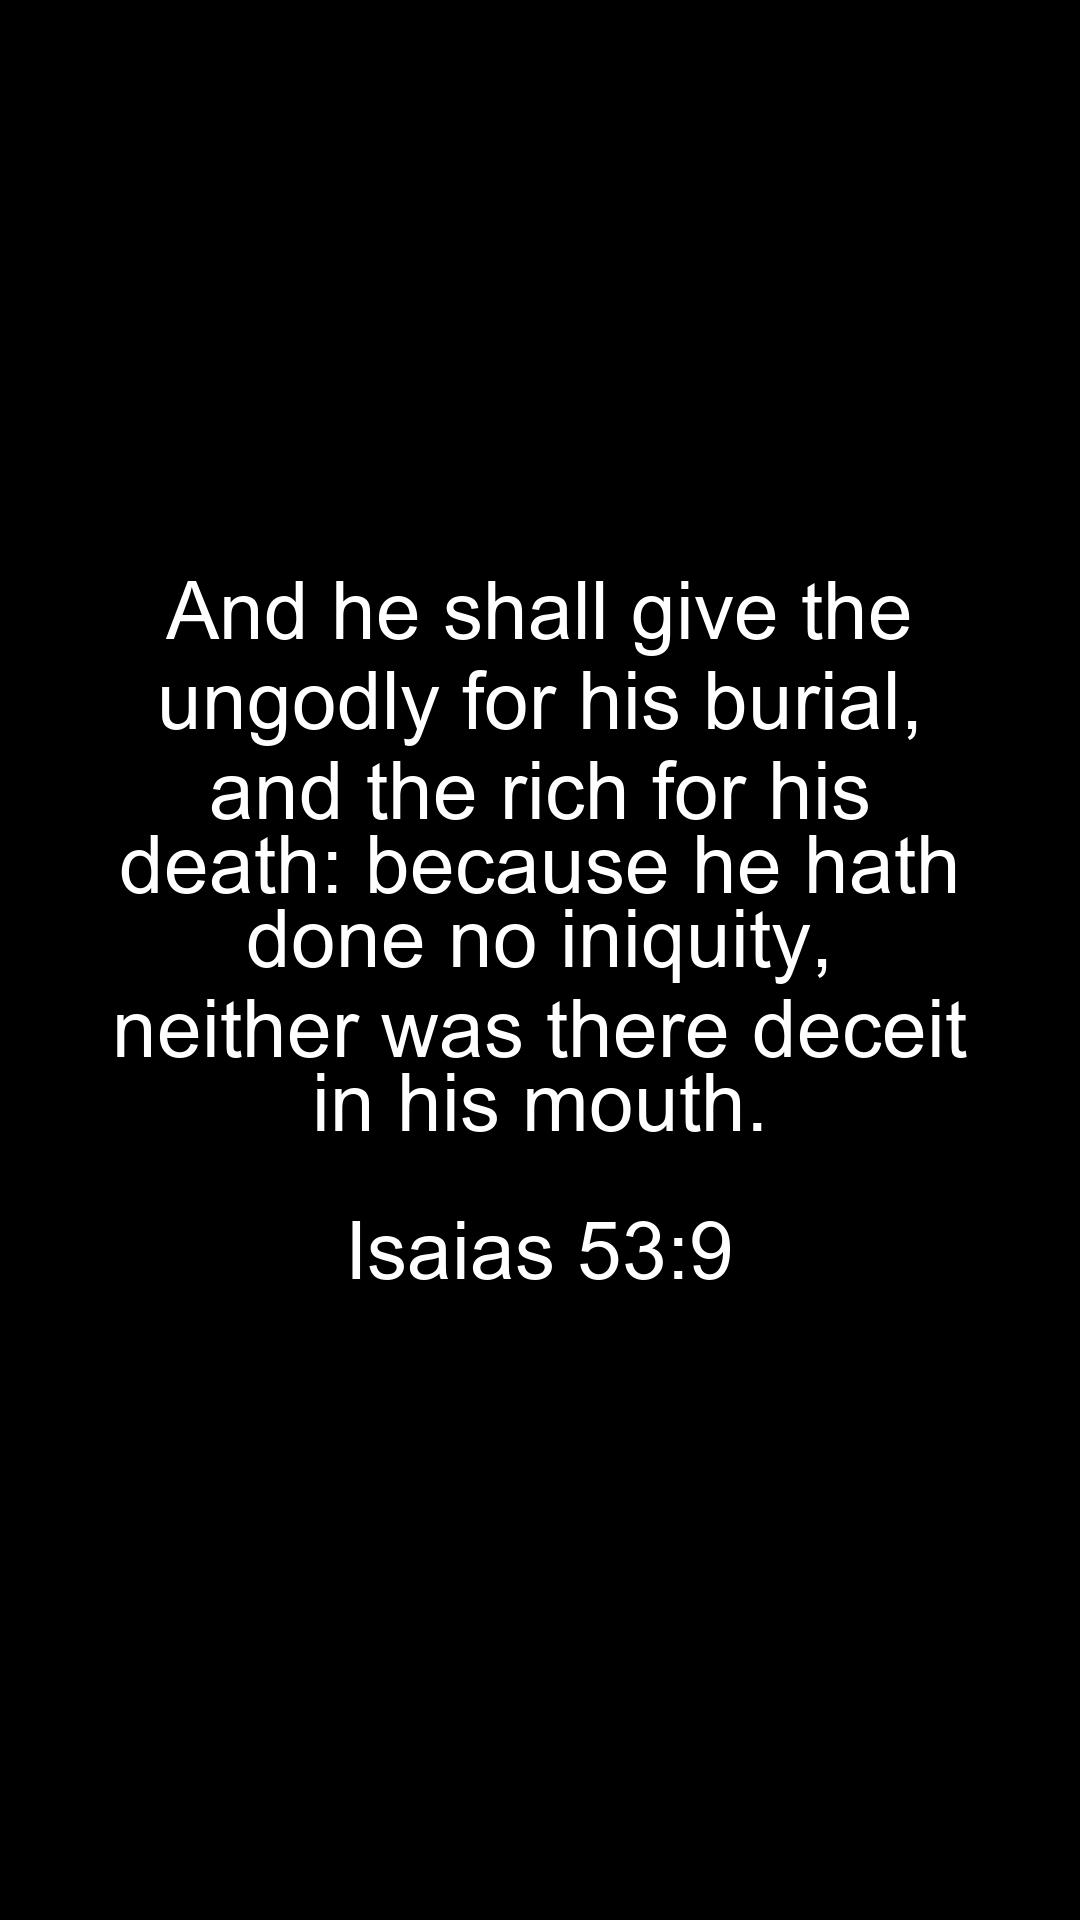 And he shall give the
ungodly for his burial,
and the rich for his
death: because he hath
done no iniquity,
neither was there deceit
in his mouth.
Isaias 53:9